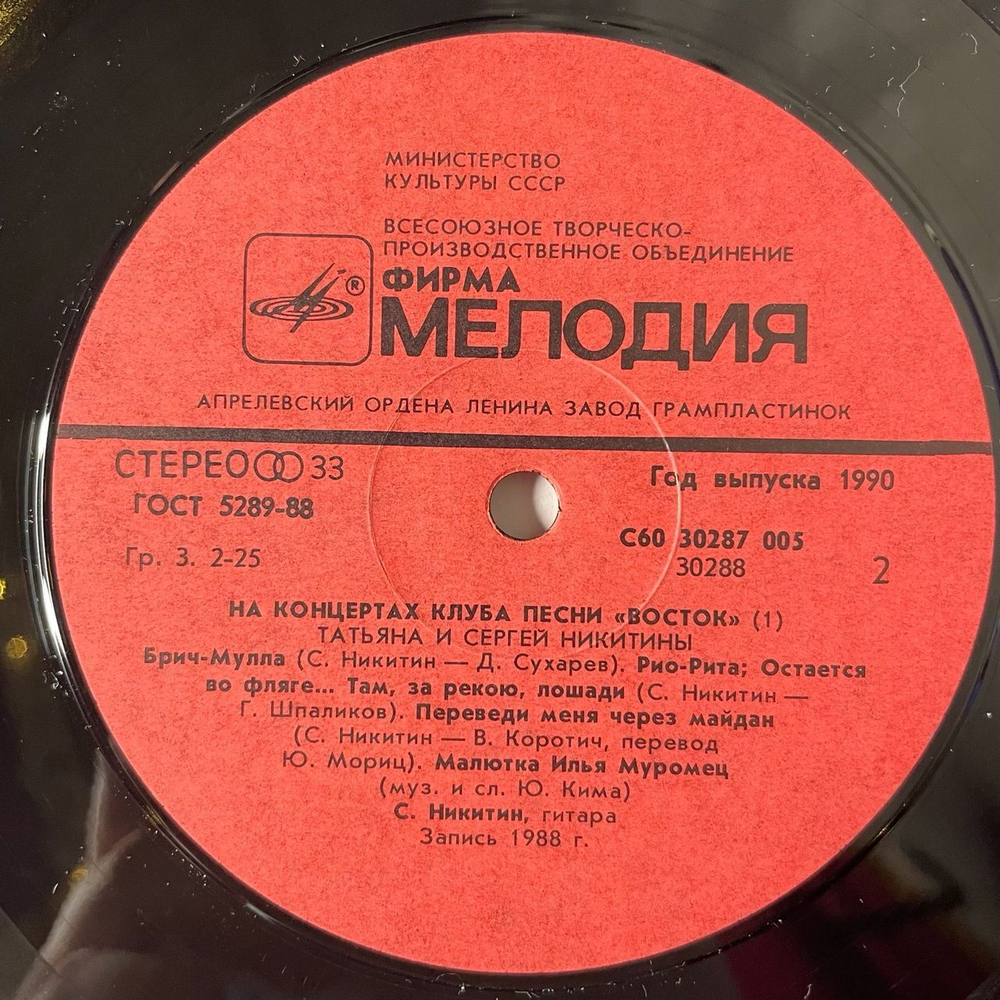 МИНИСТЕРСТВО
КУЛЬТУРЫ СССР
ВСЕСОЮЗНОЕ ТВОРЧЕСКО-
ПРОИЗВОДСТВЕННОЕ ОБЪЕДИНЕНИЕ
®
ФИРМА
МЕЛОДИЯ
АПРЕЛЕВСКИЙ ОРДЕНА ЛЕНИНА ЗАВОД ГРАМПЛАСТИНОК
СТЕРЕО 33
ГОСТ 5289-88
Гр. 3. 2-25
Год выпуска 1990
С60 30287 005
30288
2
НА КОНЦЕРТАХ КЛУБА ПЕСНИ «ВОСТОК» (1)
ТАТЬЯНА И СЕРГЕЙ НИКИТИНЫ
Брич-Мулла (С. Никитин — Д. Сухарев). Рио-Рита; Остается
во фляге... Там, за рекою, лошади (С. Никитин —
Г. Шпаликов). Переведи меня через майдан
(С. Никитин — В. Коротич, перевод
Ю. Мориц). Малютка Илья Муромец
(муз. и сл. Ю. Кима)
С. Никитин, гитара
Запись 1988 г.